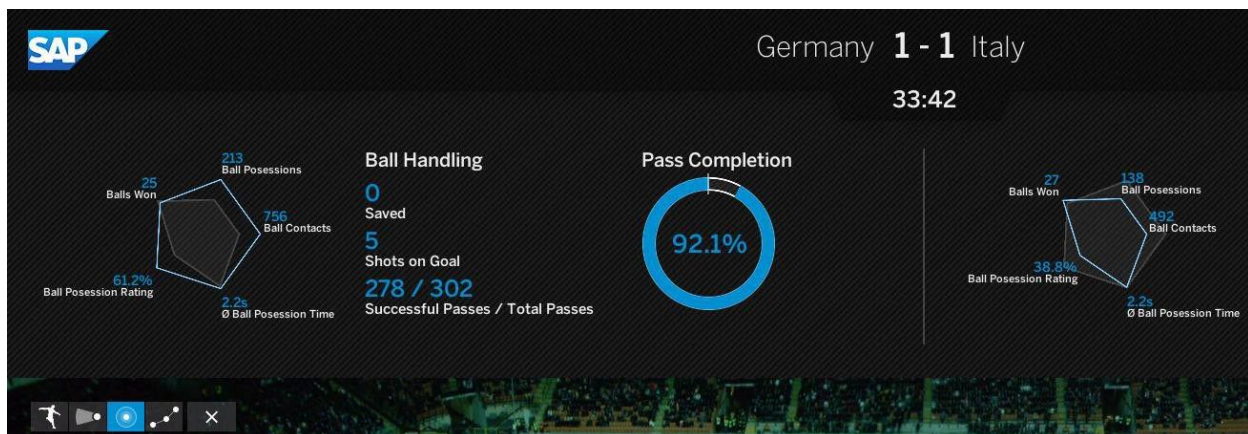 SAP
Germany 1 - 1 Italy
33:42
213
Ball Posessions
25
Balls Won
756
Ball Contacts
61.2%
Ball Posession Rating
2.2s
Ø Ball Posession Time
Ball Handling
0
Saved
5
Shots on Goal
278 / 302
Successful Passes / Total Passes
Pass Completion
92.1%
27
Balls Won
138
Ball Posessions
492
Ball Contacts
38.8%
Ball Posession Rating
2.2s
Ø Ball Posession Time